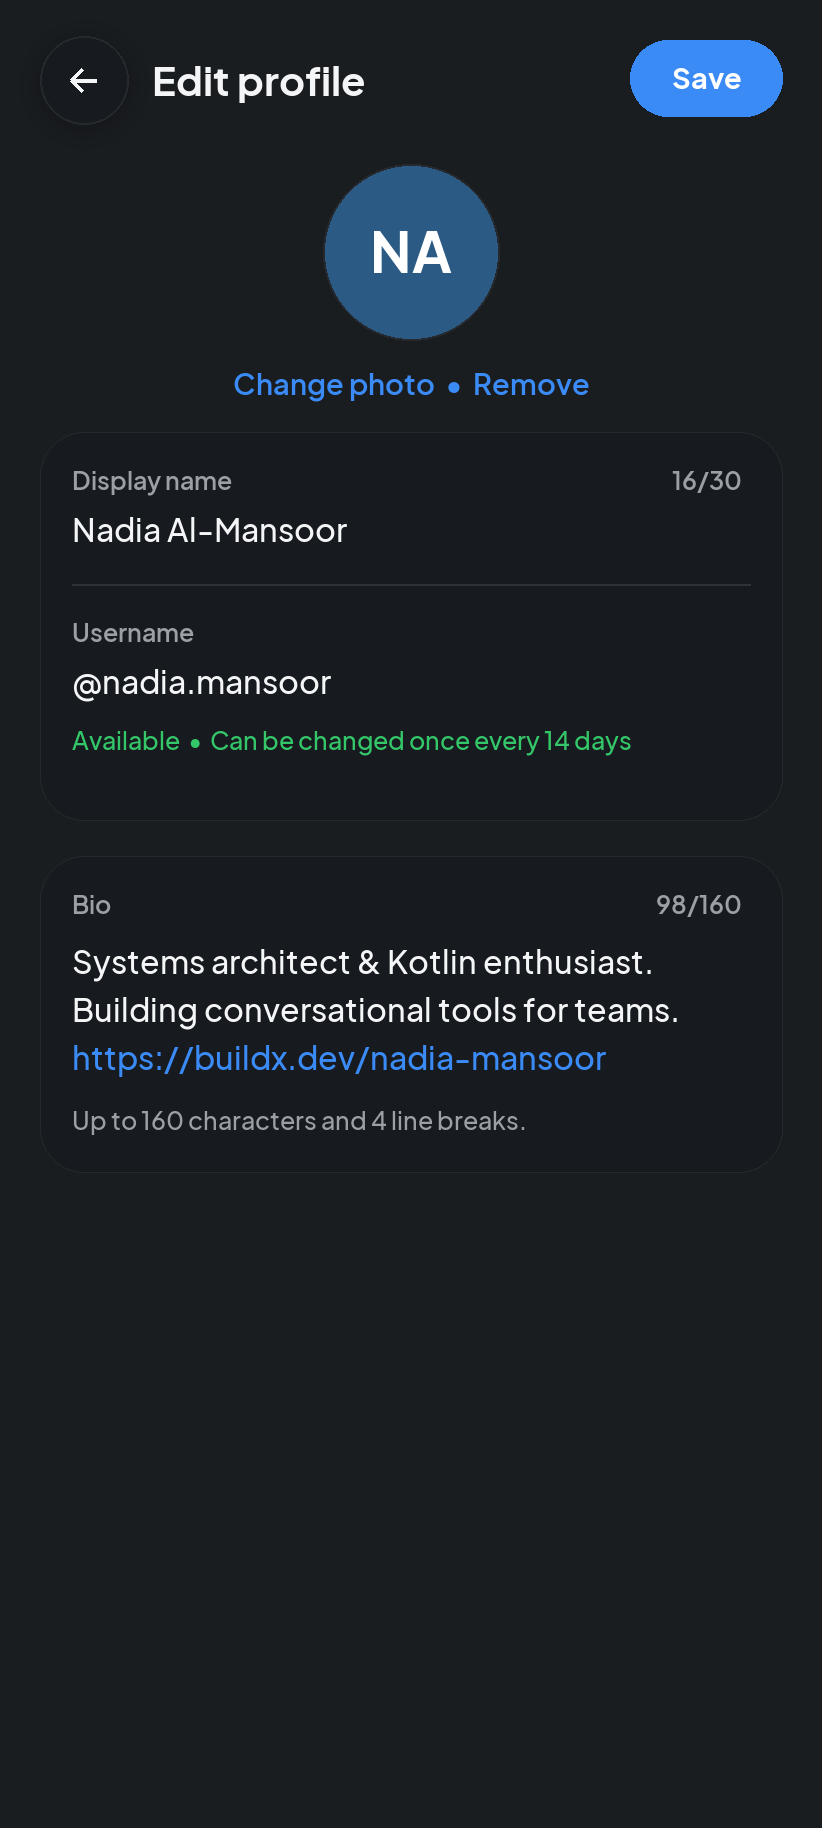 Edit profile
Save
NA
Change photo • Remove
Display name 16/30
Nadia Al-Mansoor
Username
@nadia.mansoor
Available • Can be changed once every 14 days
Bio 98/160
Systems architect & Kotlin enthusiast.
Building conversational tools for teams.
https://buildx.dev/nadia-mansoor
Up to 160 characters and 4 line breaks.